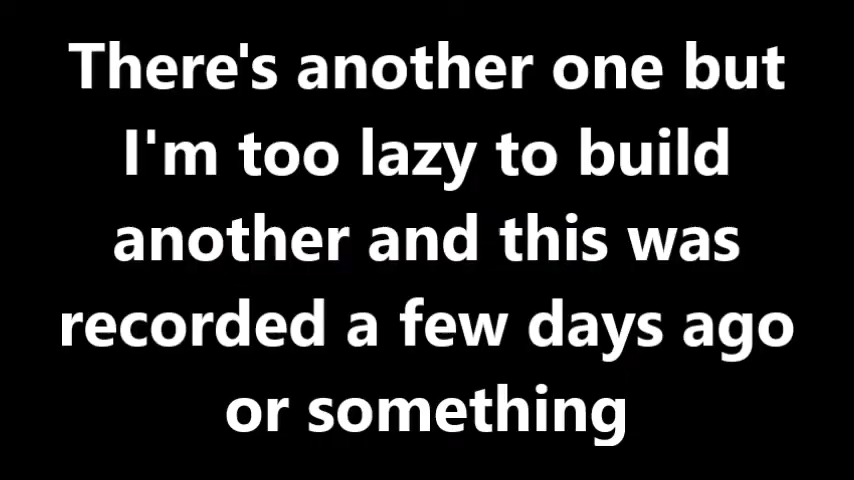 There's another one but
I'm too lazy to build
another and this was
recorded a few days ago
or something